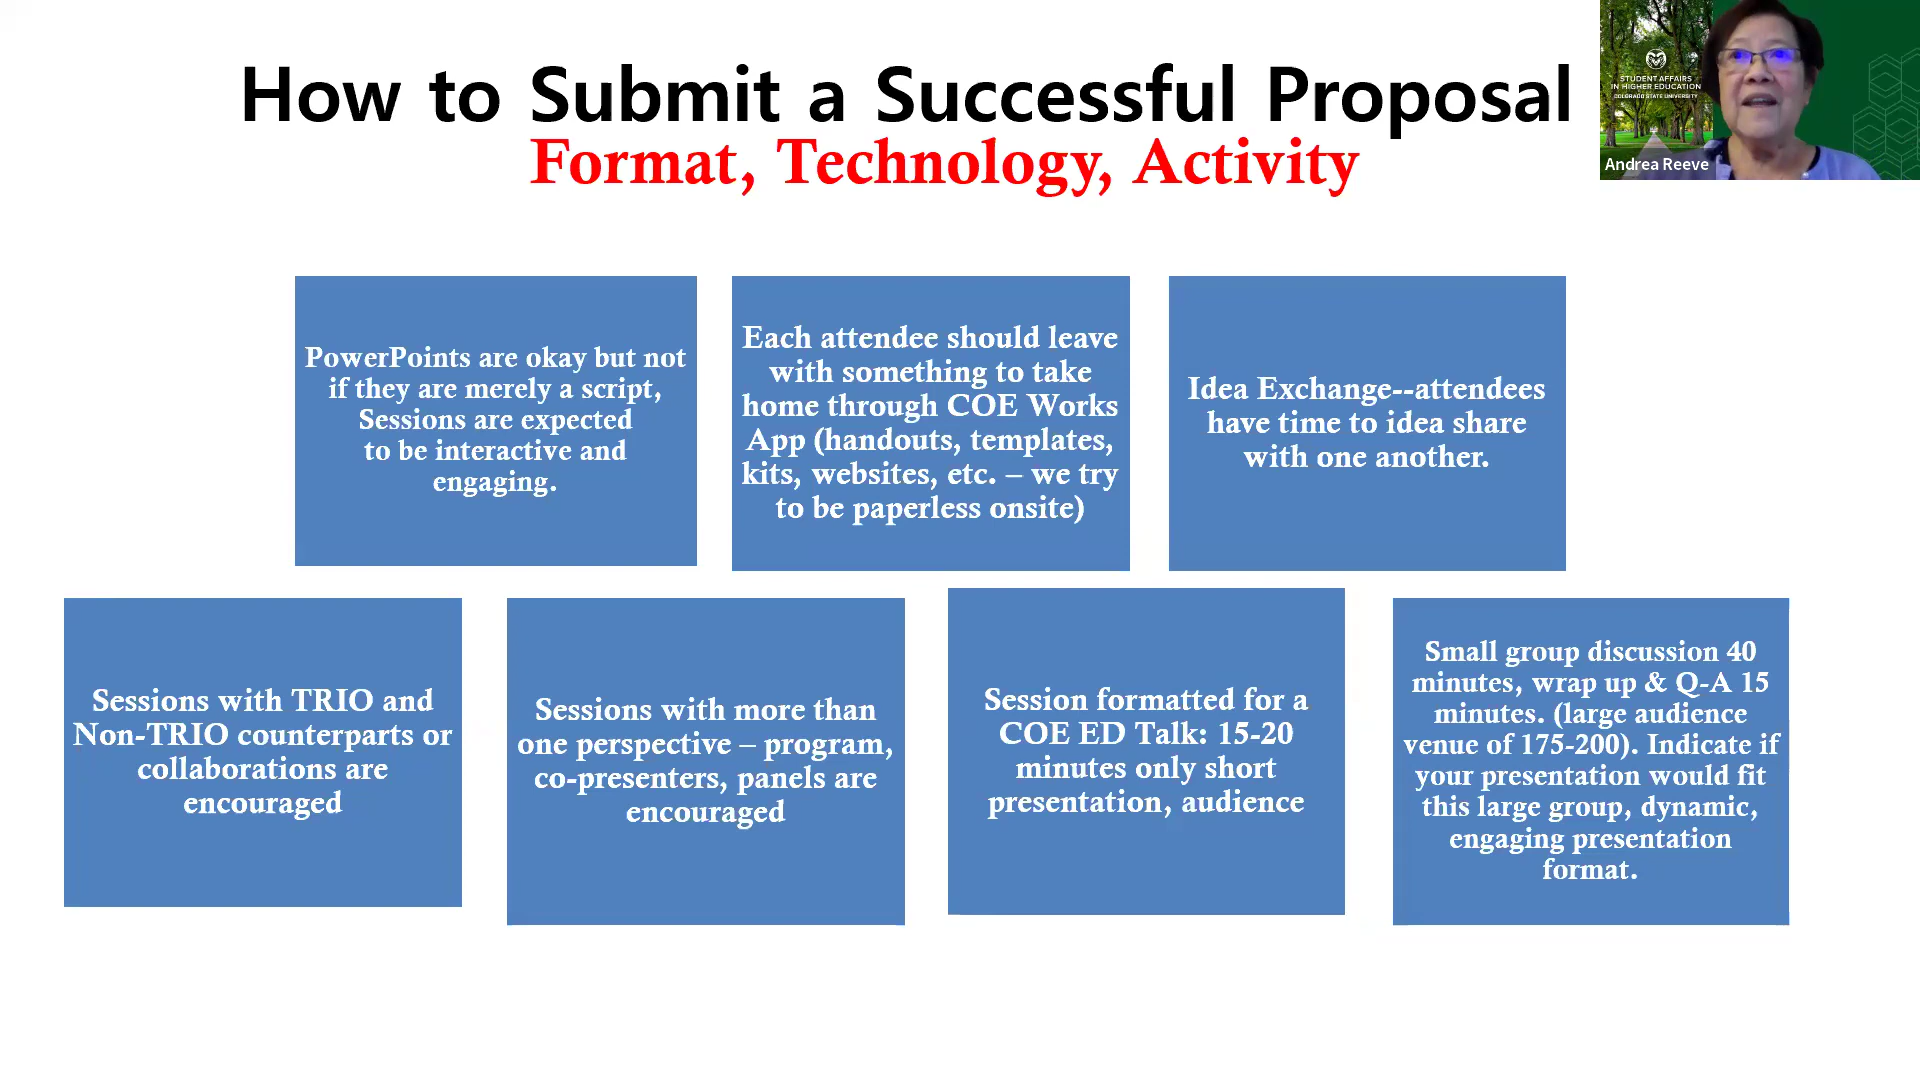 How to Submit a Successful Proposal
Format, Technology, Activity
STUDENT AFFAIRS
IN HIGHER EDUCATION
COLORADO STATE UNIVERSITY
Andrea Reeve
PowerPoints are okay but not
if they are merely a script,
Sessions are expected
to be interactive and
engaging.
Each attendee should leave
with something to take
home through COE Works
App (handouts, templates,
kits, websites, etc. – we try
to be paperless onsite)
Idea Exchange--attendees
have time to idea share
with one another.
Sessions with TRIO and
Non-TRIO counterparts or
collaborations are
encouraged
Sessions with more than
one perspective – program,
co-presenters, panels are
encouraged
Session formatted for a
COE ED Talk: 15-20
minutes only short
presentation, audience
Small group discussion 40
minutes, wrap up & Q-A 15
minutes. (large audience
venue of 175-200). Indicate if
your presentation would fit
this large group, dynamic,
engaging presentation
format.